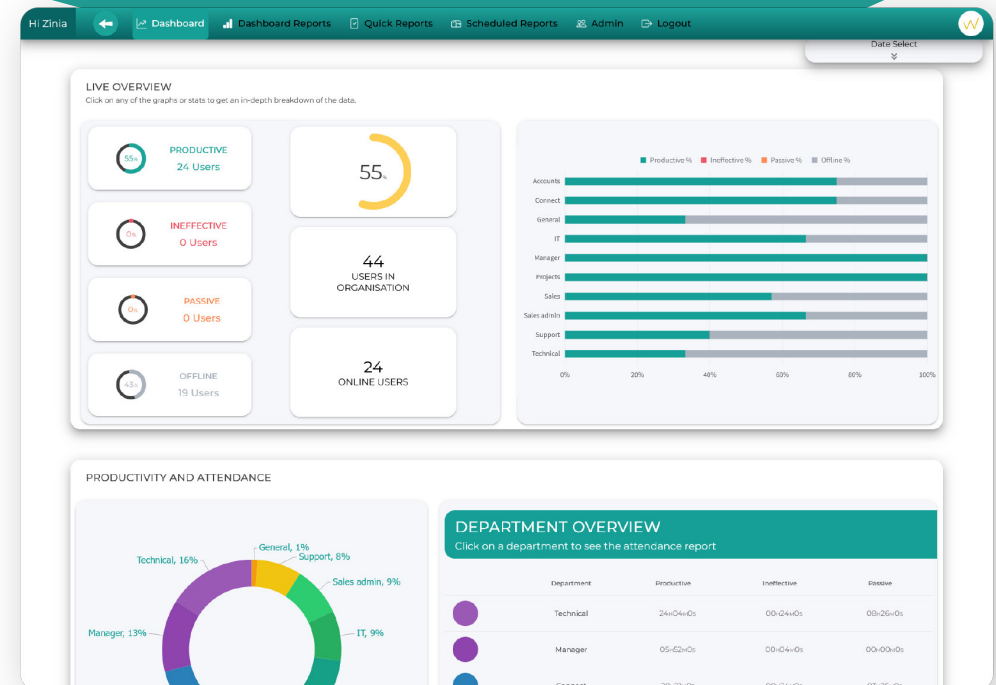 Hi Zinia
Dashboard
Dashboard Reports
Quick Reports
Scheduled Reports
Admin
Logout
Date Select
LIVE OVERVIEW
Click on any of the graphs or stats to get an in-depth breakdown of the data.
55%
PRODUCTIVE
24 Users
0%
INEFFECTIVE
0 Users
0%
PASSIVE
0 Users
43%
OFFLINE
19 Users
55%
44
USERS IN
ORGANISATION
24
ONLINE USERS
Productive % Ineffective % Passive % Offline %
Accounts
Connect
General
IT
Manager
Projects
Sales
Sales admin
Support
Technical
0% 20% 40% 60% 80% 100%
PRODUCTIVITY AND ATTENDANCE
General, 1%
Support, 8%
Technical, 16%
Sales admin, 9%
Manager, 13%
IT, 9%
DEPARTMENT OVERVIEW
Click on a department to see the attendance report
Department Productive Ineffective Passive
Technical 24H04M0S 00H24M0S 08H26M0S
Manager 05H52M0S 00H04M0S 00H00M0S